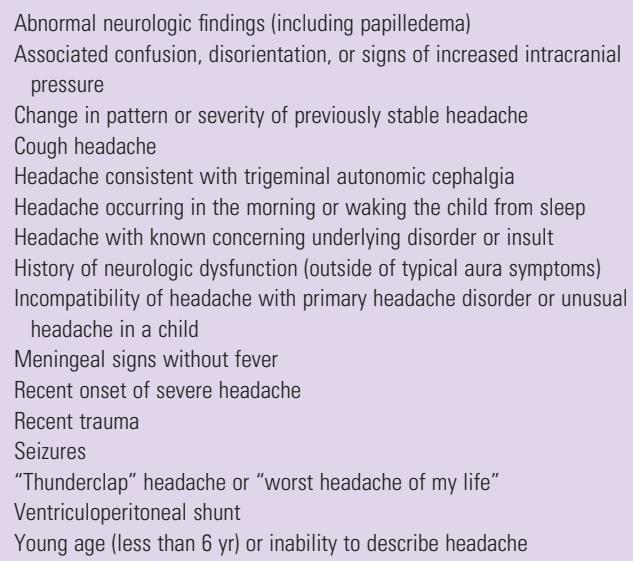 Abnormal neurologic findings (including papilledema)
Associated confusion, disorientation, or signs of increased intracranial
pressure
Change in pattern or severity of previously stable headache
Cough headache
Headache consistent with trigeminal autonomic cephalgia
Headache occurring in the morning or waking the child from sleep
Headache with known concerning underlying disorder or insult
History of neurologic dysfunction (outside of typical aura symptoms)
Incompatibility of headache with primary headache disorder or unusual
headache in a child
Meningeal signs without fever
Recent onset of severe headache
Recent trauma
Seizures
“Thunderclap” headache or “worst headache of my life”
Ventriculoperitoneal shunt
Young age (less than 6 yr) or inability to describe headache